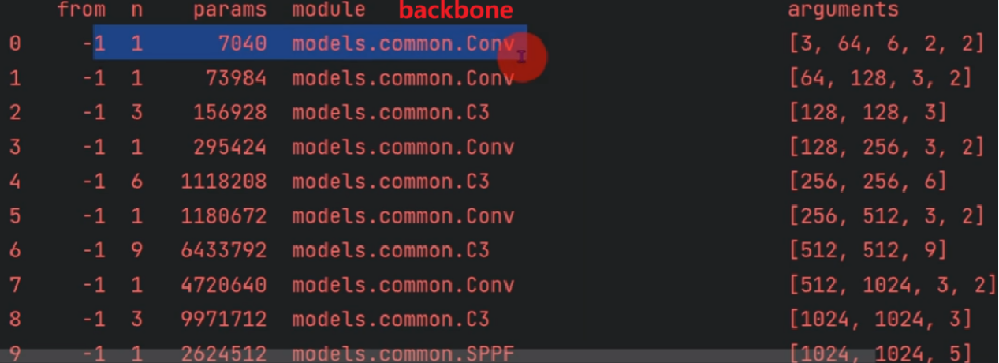 from n params module backbone arguments
0 -1 1 7040 models.common.Conv [3, 64, 6, 2, 2]
1 -1 1 73984 models.common.Conv [64, 128, 3, 2]
2 -1 3 156928 models.common.C3 [128, 128, 3]
3 -1 1 295424 models.common.Conv [128, 256, 3, 2]
4 -1 6 1118208 models.common.C3 [256, 256, 6]
5 -1 1 1180672 models.common.Conv [256, 512, 3, 2]
6 -1 9 6433792 models.common.C3 [512, 512, 9]
7 -1 1 4720640 models.common.Conv [512, 1024, 3, 2]
8 -1 3 9971712 models.common.C3 [1024, 1024, 3]
9 -1 1 2624512 models.common.SPPF [1024, 1024, 5]